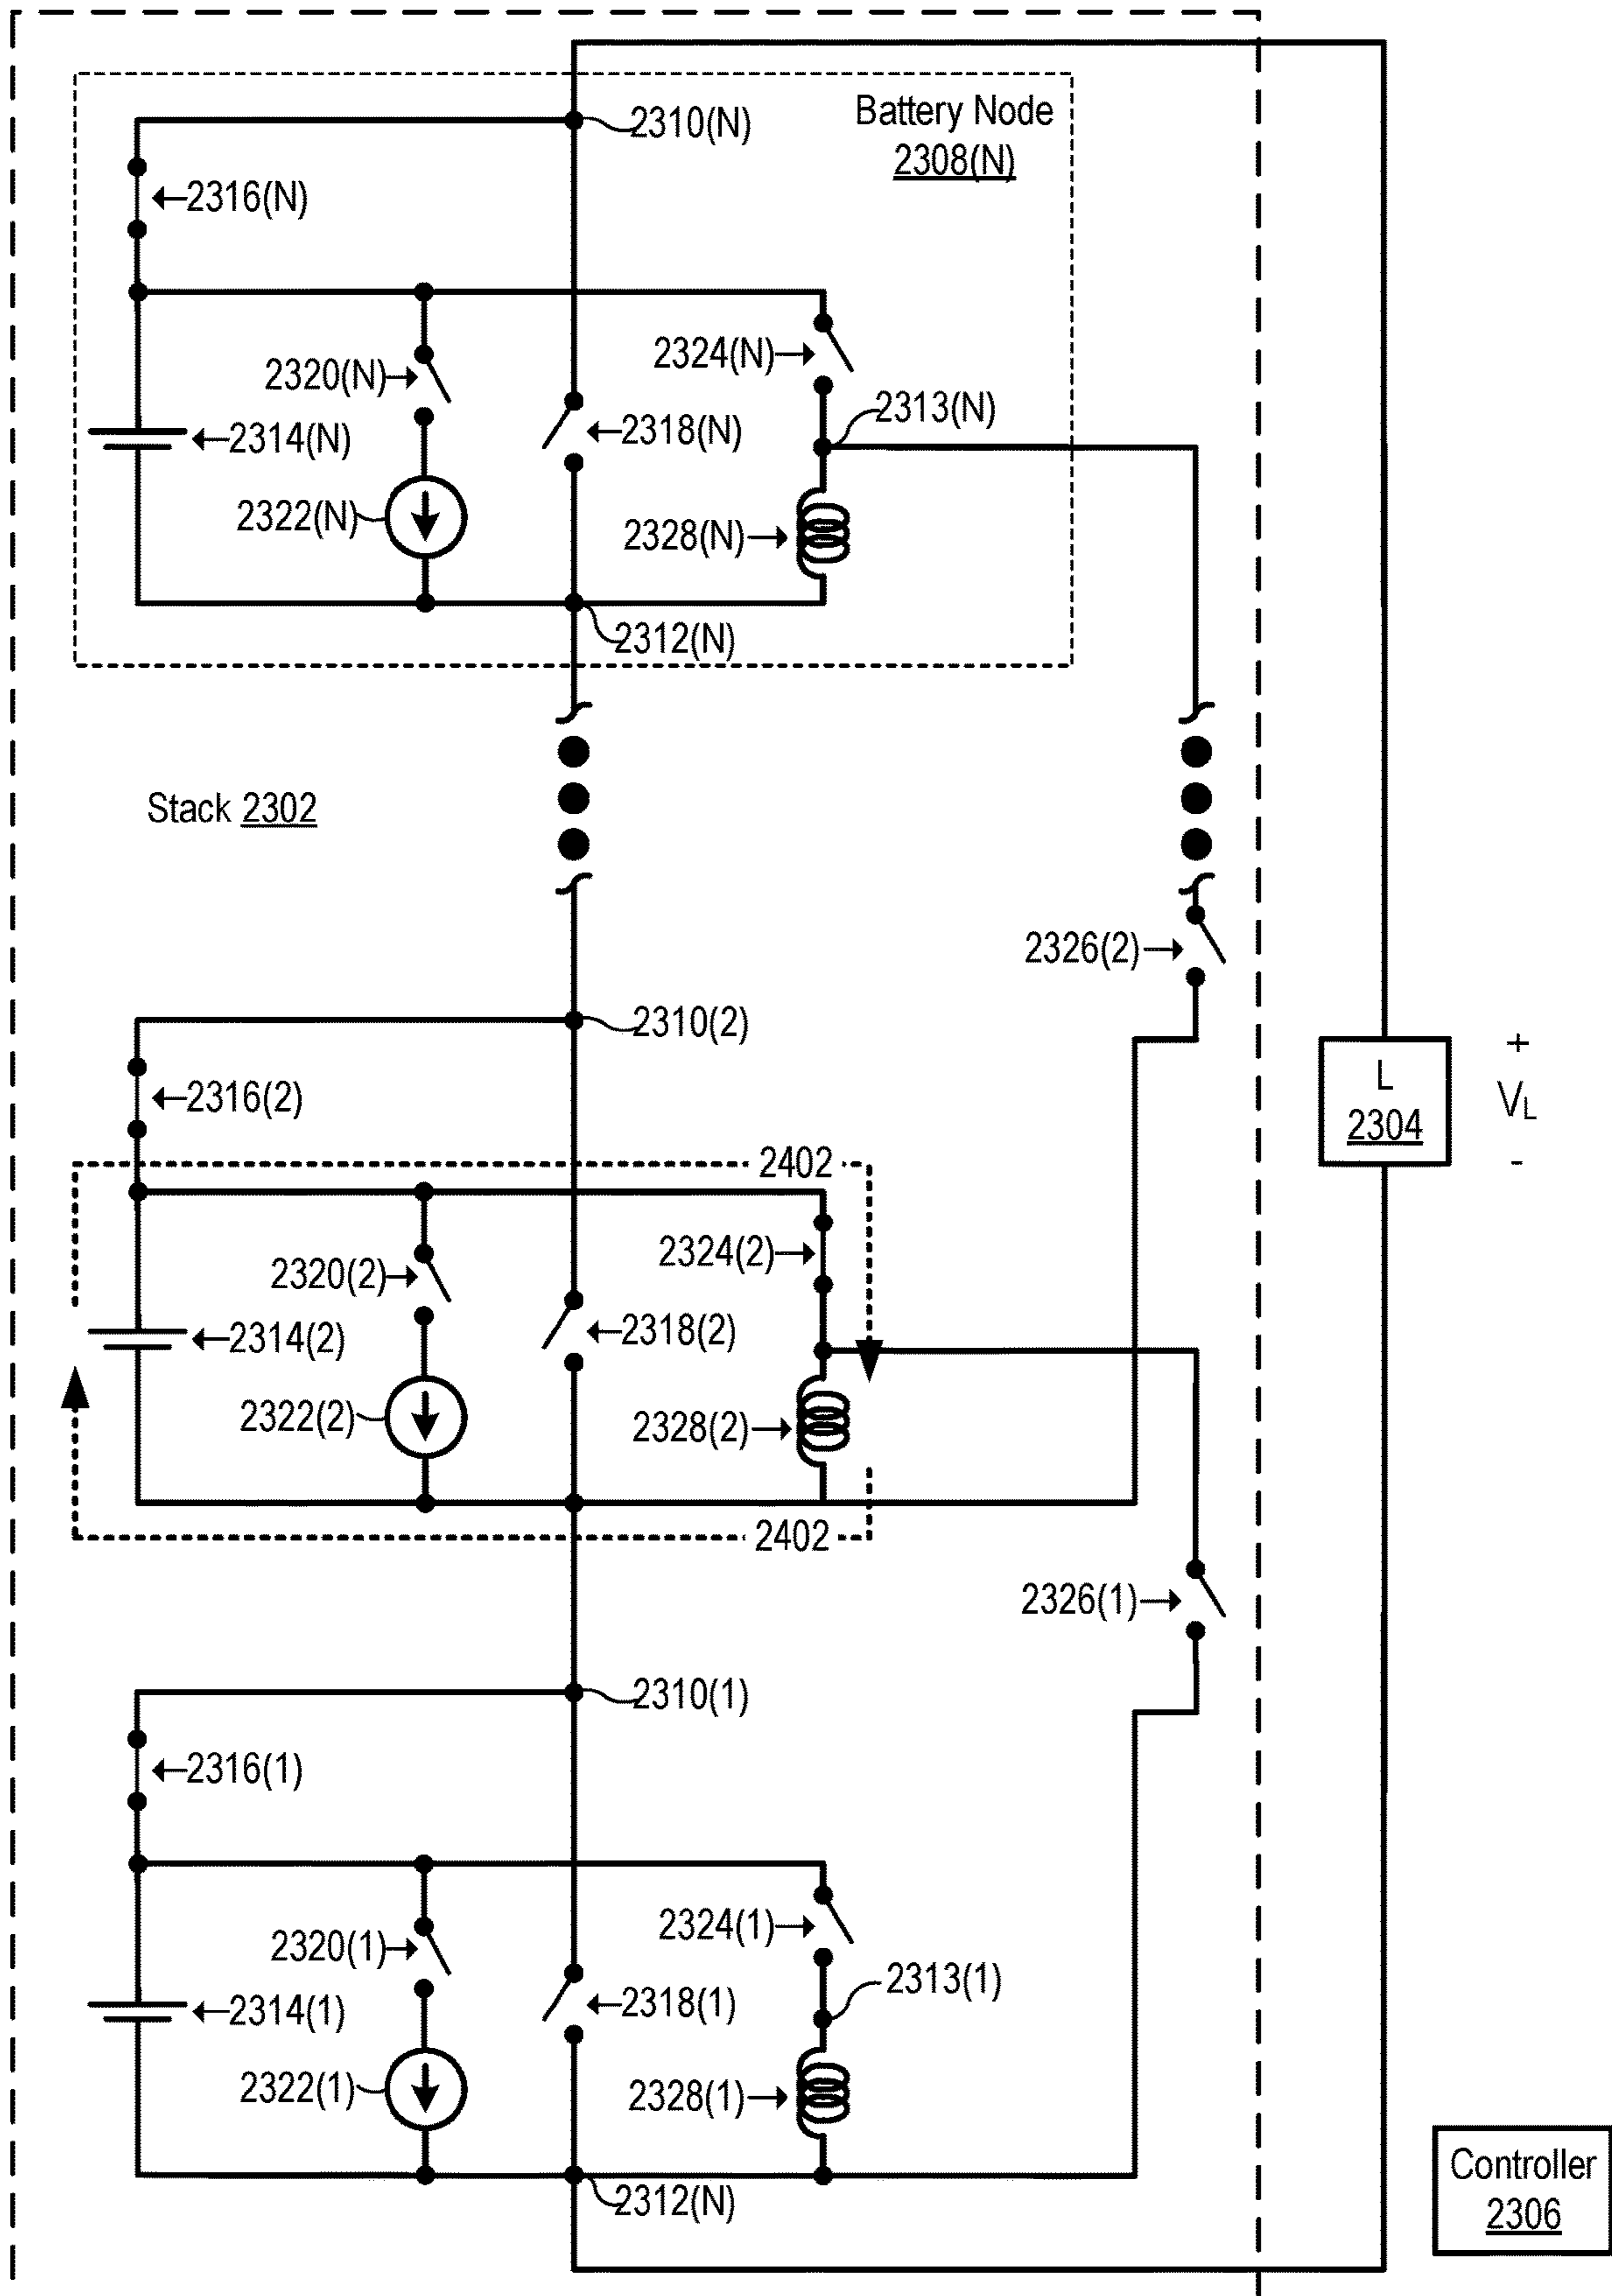 2310(N)
Battery Node
2308(N)
2316(N)
2324(N)
2320(N)
2313(N)
2314(N)
2318(N)
2322(N)
2328(N)
2312(N)
Stack 2302
2326(2)
2310(2)
L
2304
+
VL
-
2316(2)
2402
2324(2)
2320(2)
2314(2)
2318(2)
2322(2)
2328(2)
2402
2326(1)
2310(1)
2316(1)
2324(1)
2320(1)
2313(1)
2314(1)
2318(1)
2322(1)
2328(1)
2312(N)
Controller
2306